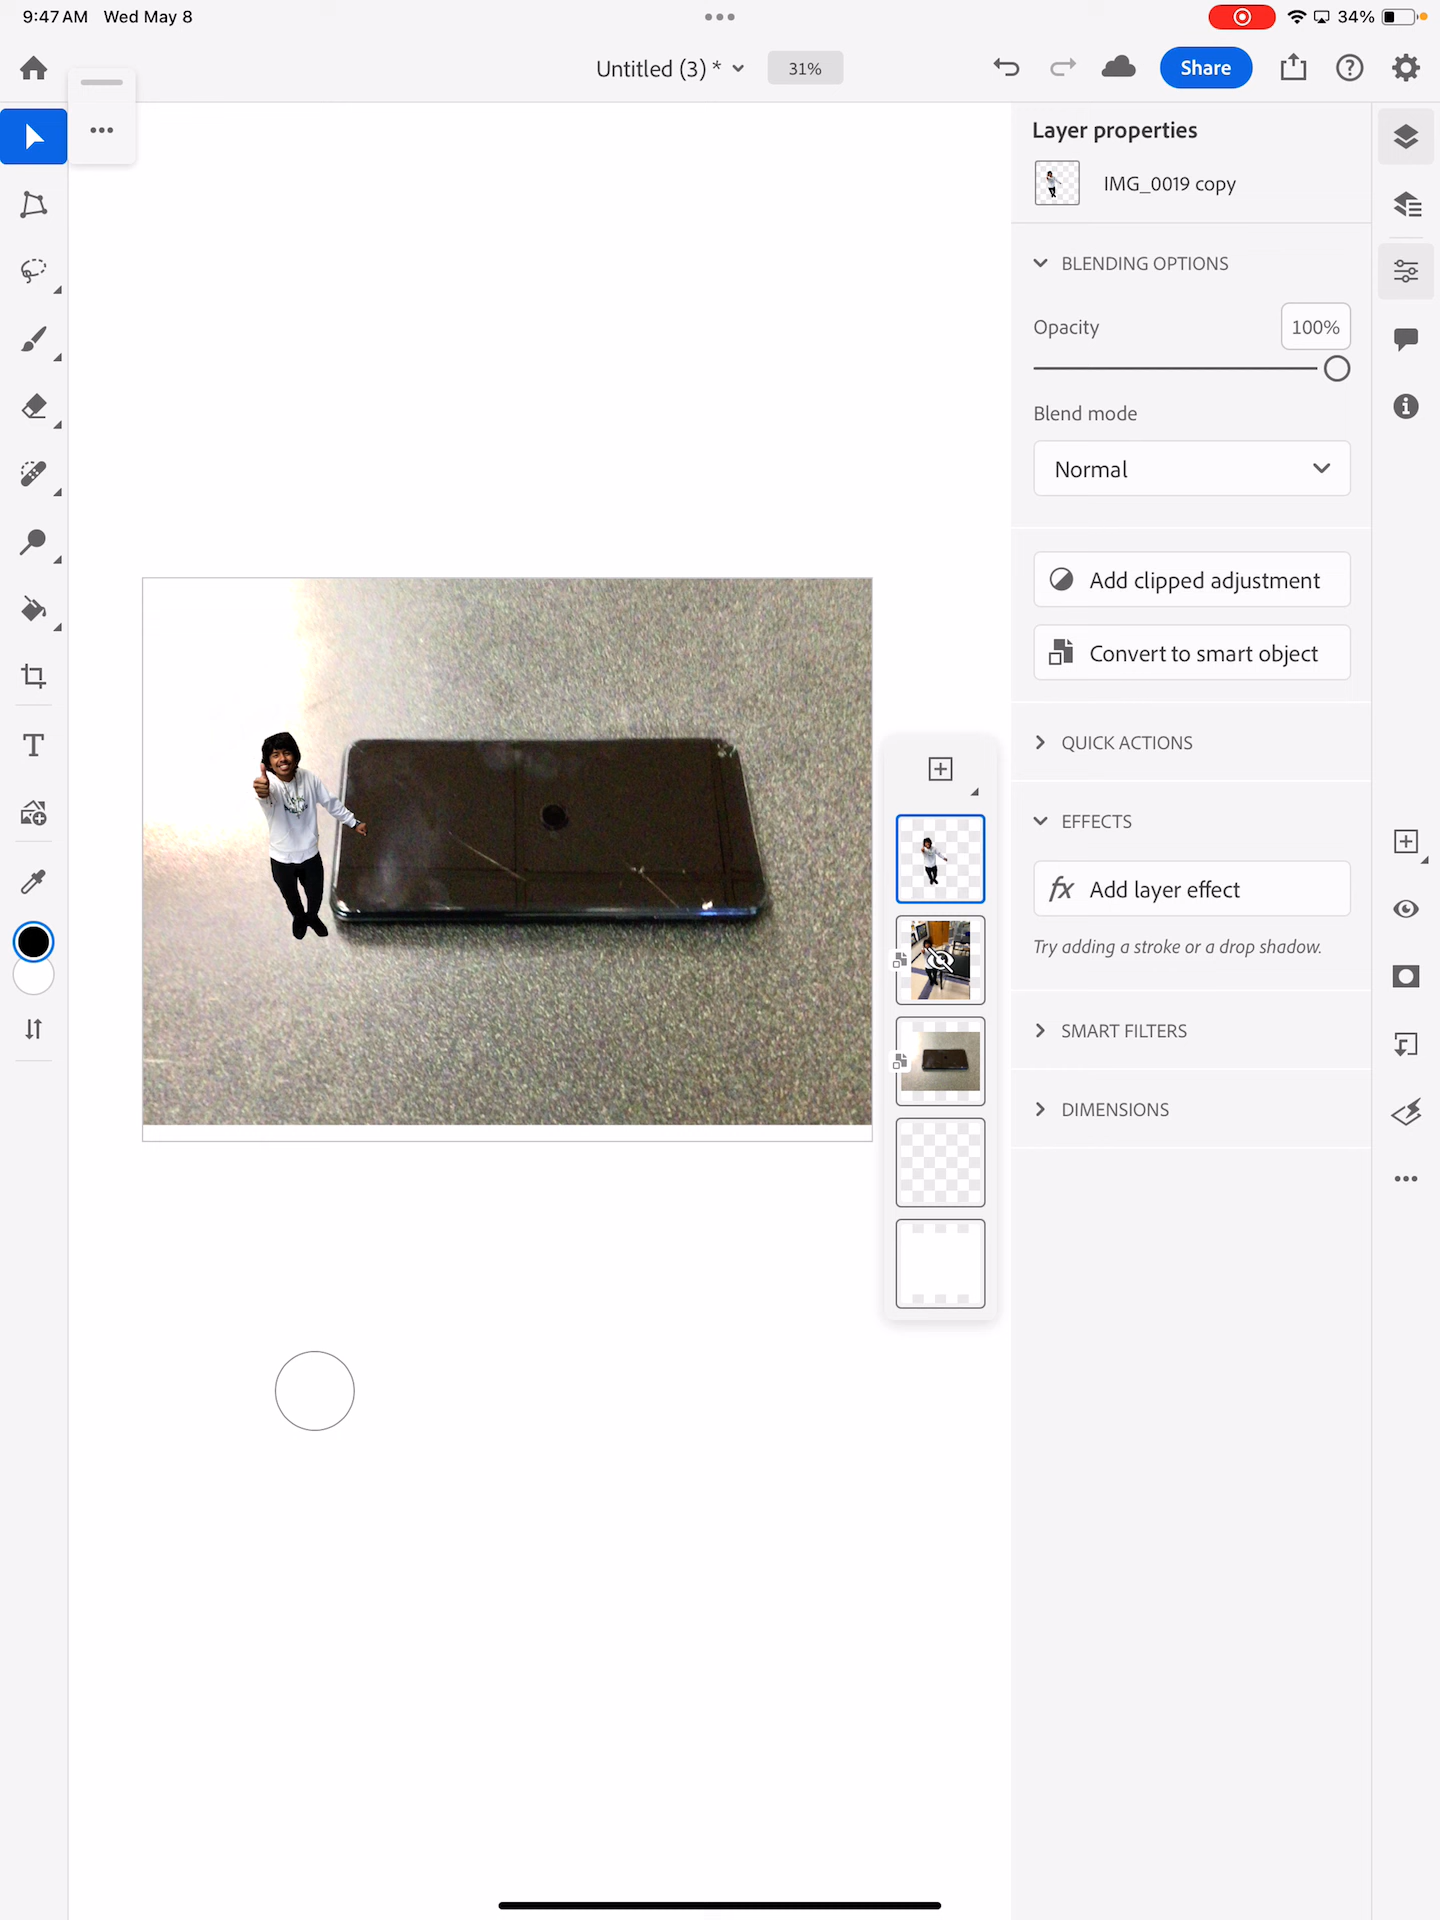 9:47 AM Wed May 8
34%
Untitled (3) *
31%
Share
Layer properties
IMG_0019 copy
BLENDING OPTIONS
Opacity
100%
Blend mode
Normal
Add clipped adjustment
Convert to smart object
QUICK ACTIONS
EFFECTS
fx Add layer effect
Try adding a stroke or a drop shadow.
SMART FILTERS
DIMENSIONS
T